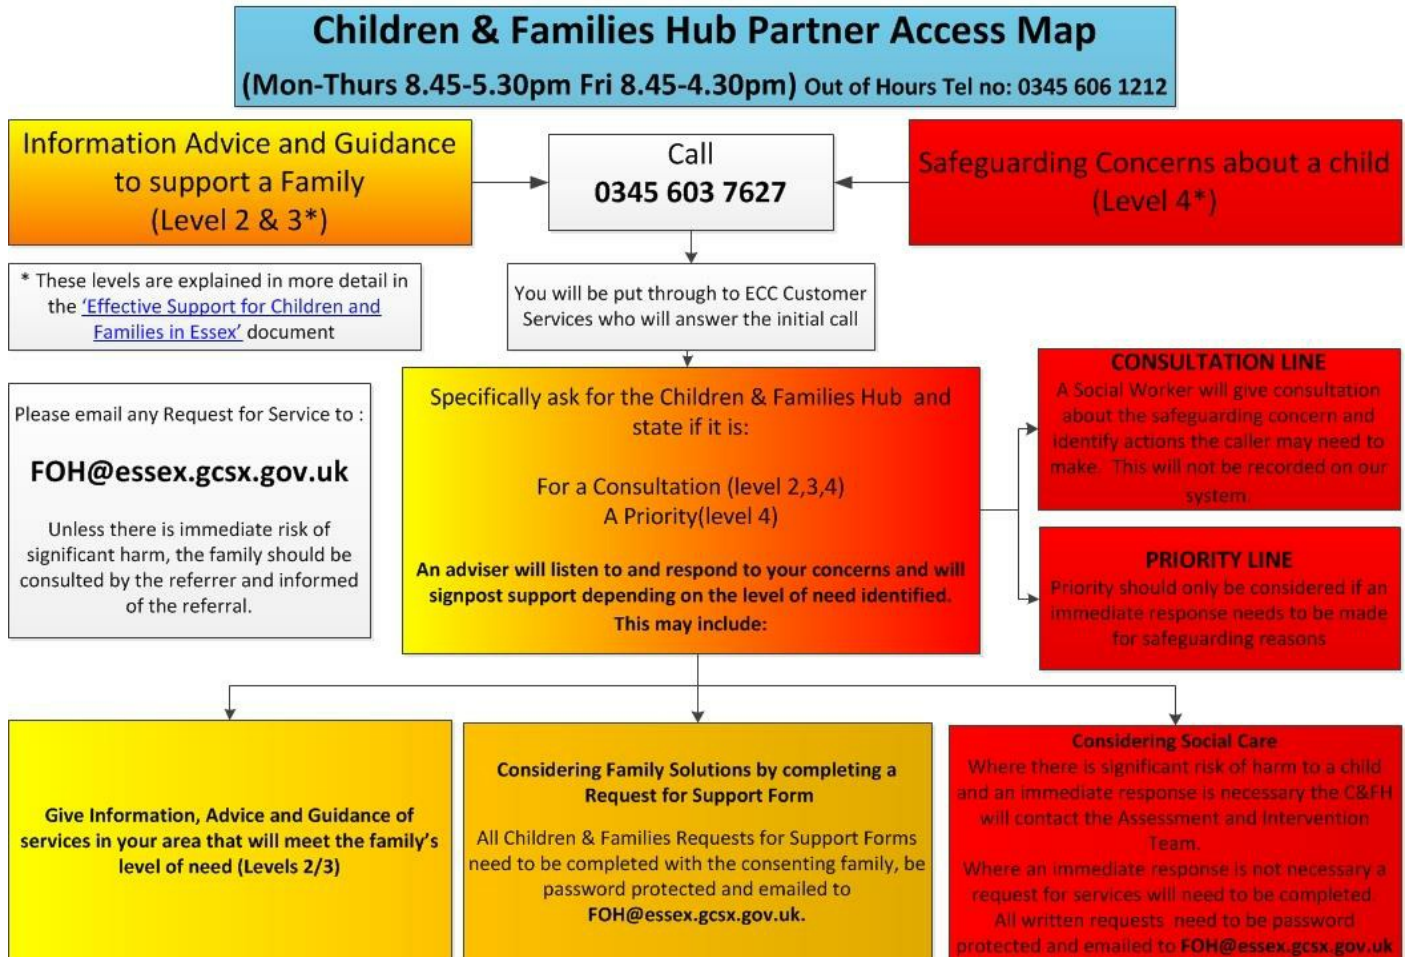 Children & Families Hub Partner Access Map
(Mon-Thurs 8.45-5.30pm Fri 8.45-4.30pm) Out of Hours Tel no: 0345 606 1212
Information Advice and Guidance
to support a Family
(Level 2 & 3*)
Call
0345 603 7627
Safeguarding Concerns about a child
(Level 4*)
* These levels are explained in more detail in
the 'Effective Support for Children and
Families in Essex' document
You will be put through to ECC Customer
Services who will answer the initial call
Please email any Request for Service to :
FOH@essex.gcsx.gov.uk
Unless there is immediate risk of
significant harm, the family should be
consulted by the referrer and informed
of the referral.
Specifically ask for the Children & Families Hub and
state if it is:
For a Consultation (level 2,3,4)
A Priority(level 4)
An adviser will listen to and respond to your concerns and will
signpost support depending on the level of need identified.
This may include:
CONSULTATION LINE
A Social Worker will give consultation
about the safeguarding concern and
identify actions the caller may need to
make. This will not be recorded on our
system.
PRIORITY LINE
Priority should only be considered if an
immediate response needs to be made
for safeguarding reasons
Give Information, Advice and Guidance of
services in your area that will meet the family's
level of need (Levels 2/3)
Considering Family Solutions by completing a
Request for Support Form
All Children & Families Requests for Support Forms
need to be completed with the consenting family, be
password protected and emailed to
FOH@essex.gcsx.gov.uk.
Considering Social Care
Where there is significant risk of harm to a child
and an immediate response is necessary the C&FH
will contact the Assessment and Intervention
Team.
Where an immediate response is not necessary a
request for services will need to be completed.
All written requests need to be password
protected and emailed to FOH@essex.gcsx.gov.uk